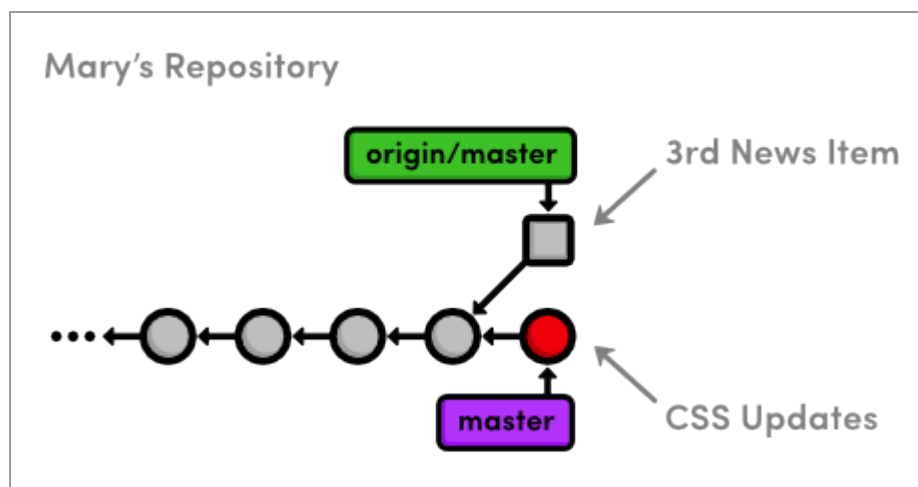 Mary's Repository
origin/master
3rd News Item
master
CSS Updates